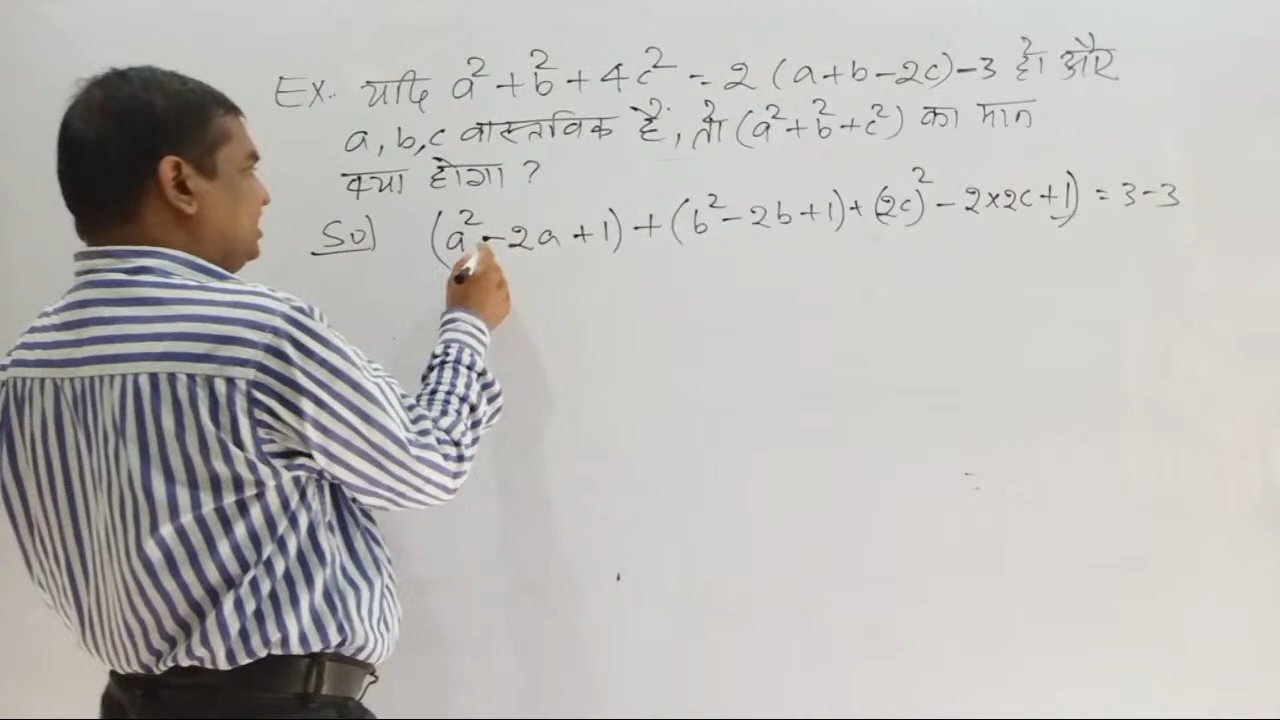 Ex. यदि a² + b² + 4c² = 2 (a+b-2c)-3 हो और
a, b, c वास्तविक हैं, तो (a²+b²+c²) का मान
क्या होगा ?
Sol (a² - 2a + 1) + (b² - 2b + 1) + (2c)² - 2×2c+1) = 3-3